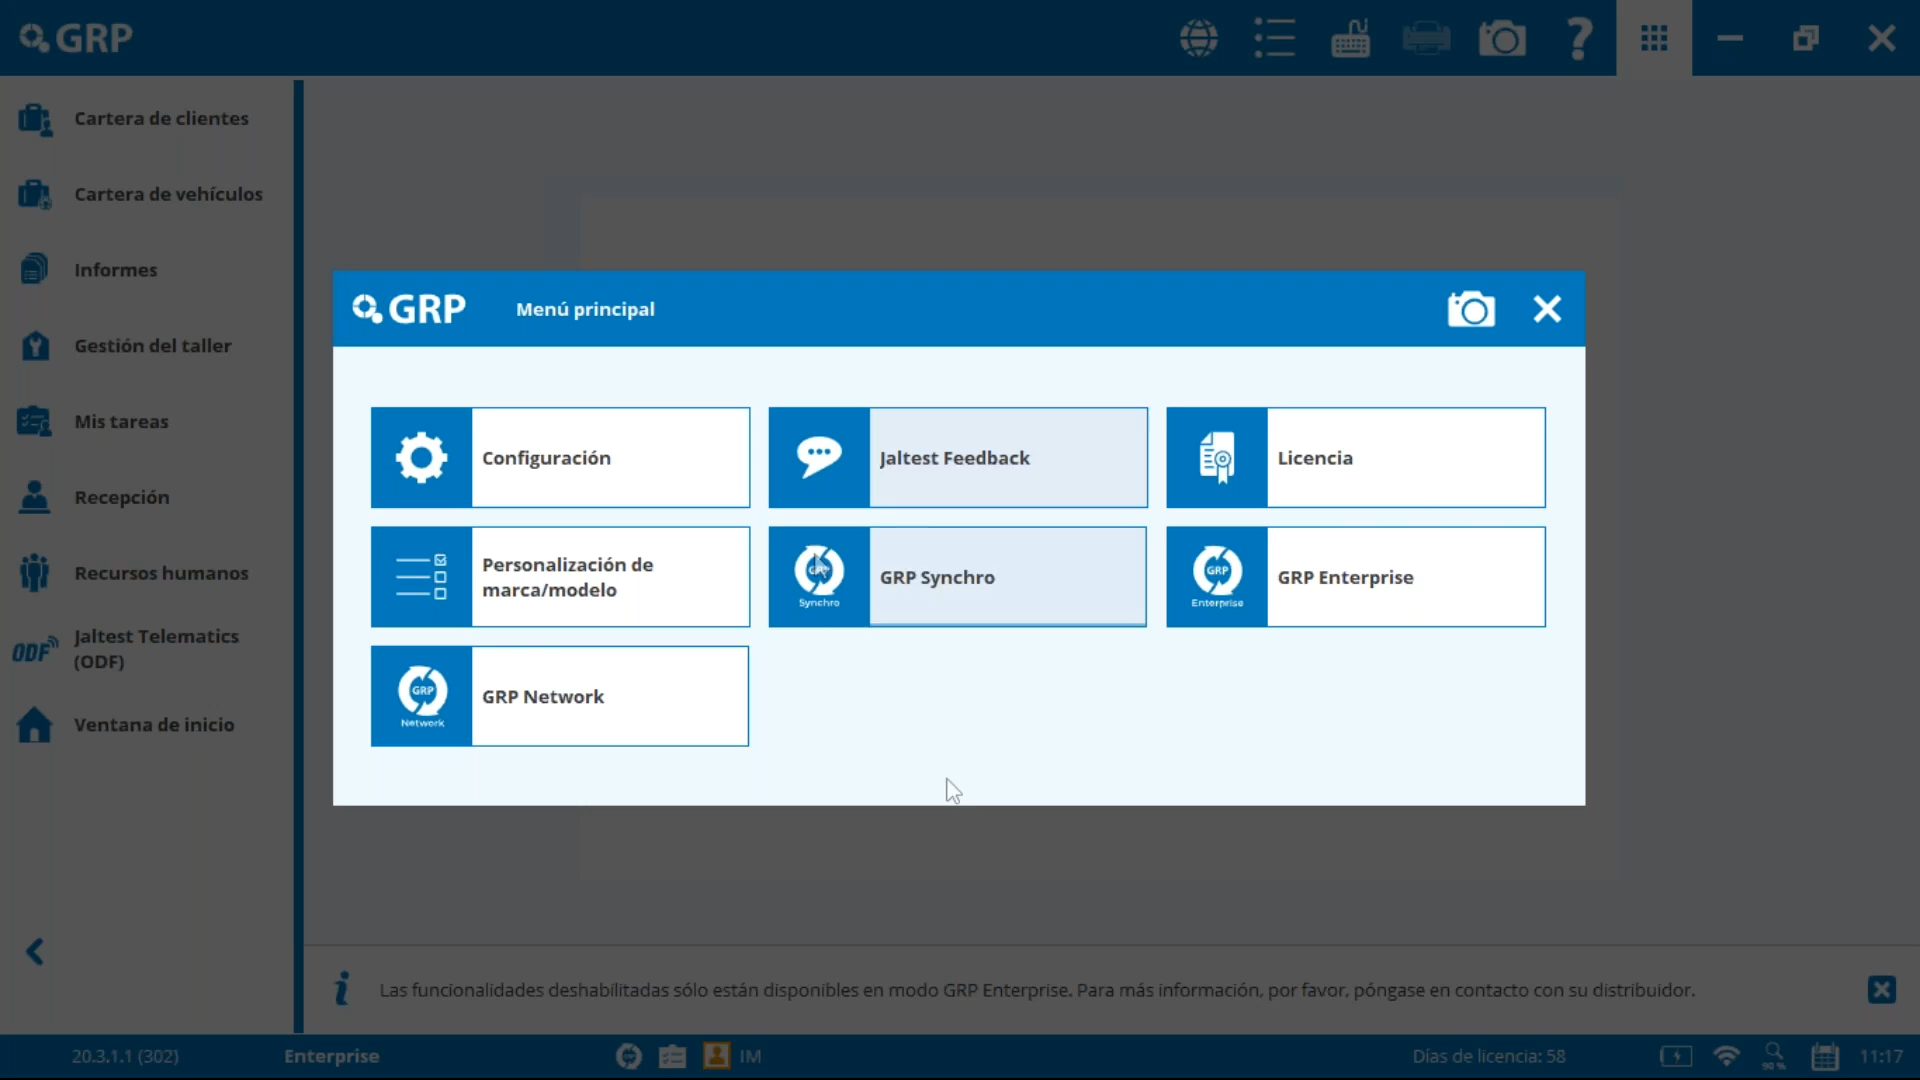 GRP
Cartera de clientes
Cartera de vehículos
Informes
Gestión del taller
Mis tareas
Recepción
Recursos humanos
ODF
Jaltest Telematics
(ODF)
Ventana de inicio
GRP
Menú principal
Configuración
Jaltest Feedback
Licencia
Personalización de
marca/modelo
Synchro
GRP Synchro
GRP
Enterprise
GRP Enterprise
GRP
Network
GRP Network
Las funcionalidades deshabilitadas sólo están disponibles en modo GRP Enterprise. Para más información, por favor, póngase en contacto con su distribuidor.
20.3.1.1 (302)
Enterprise
IM
Días de licencia: 58
90 %
11:17